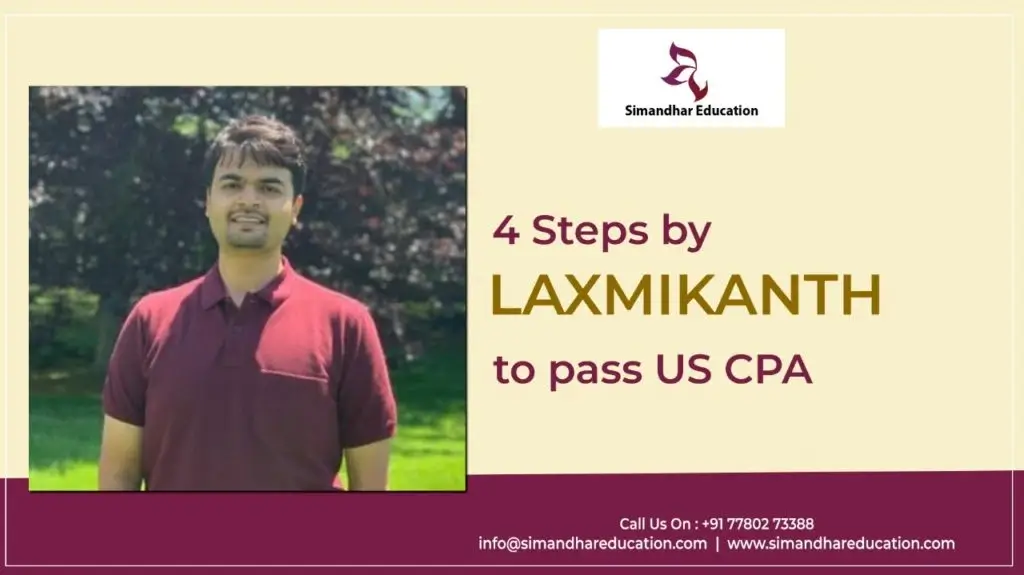 Simandhar Education
4 Steps by
LAXMIKANTH
to pass US CPA
Call Us On : +91 77802 73388
info@simandhareducation.com | www.simandhareducation.com